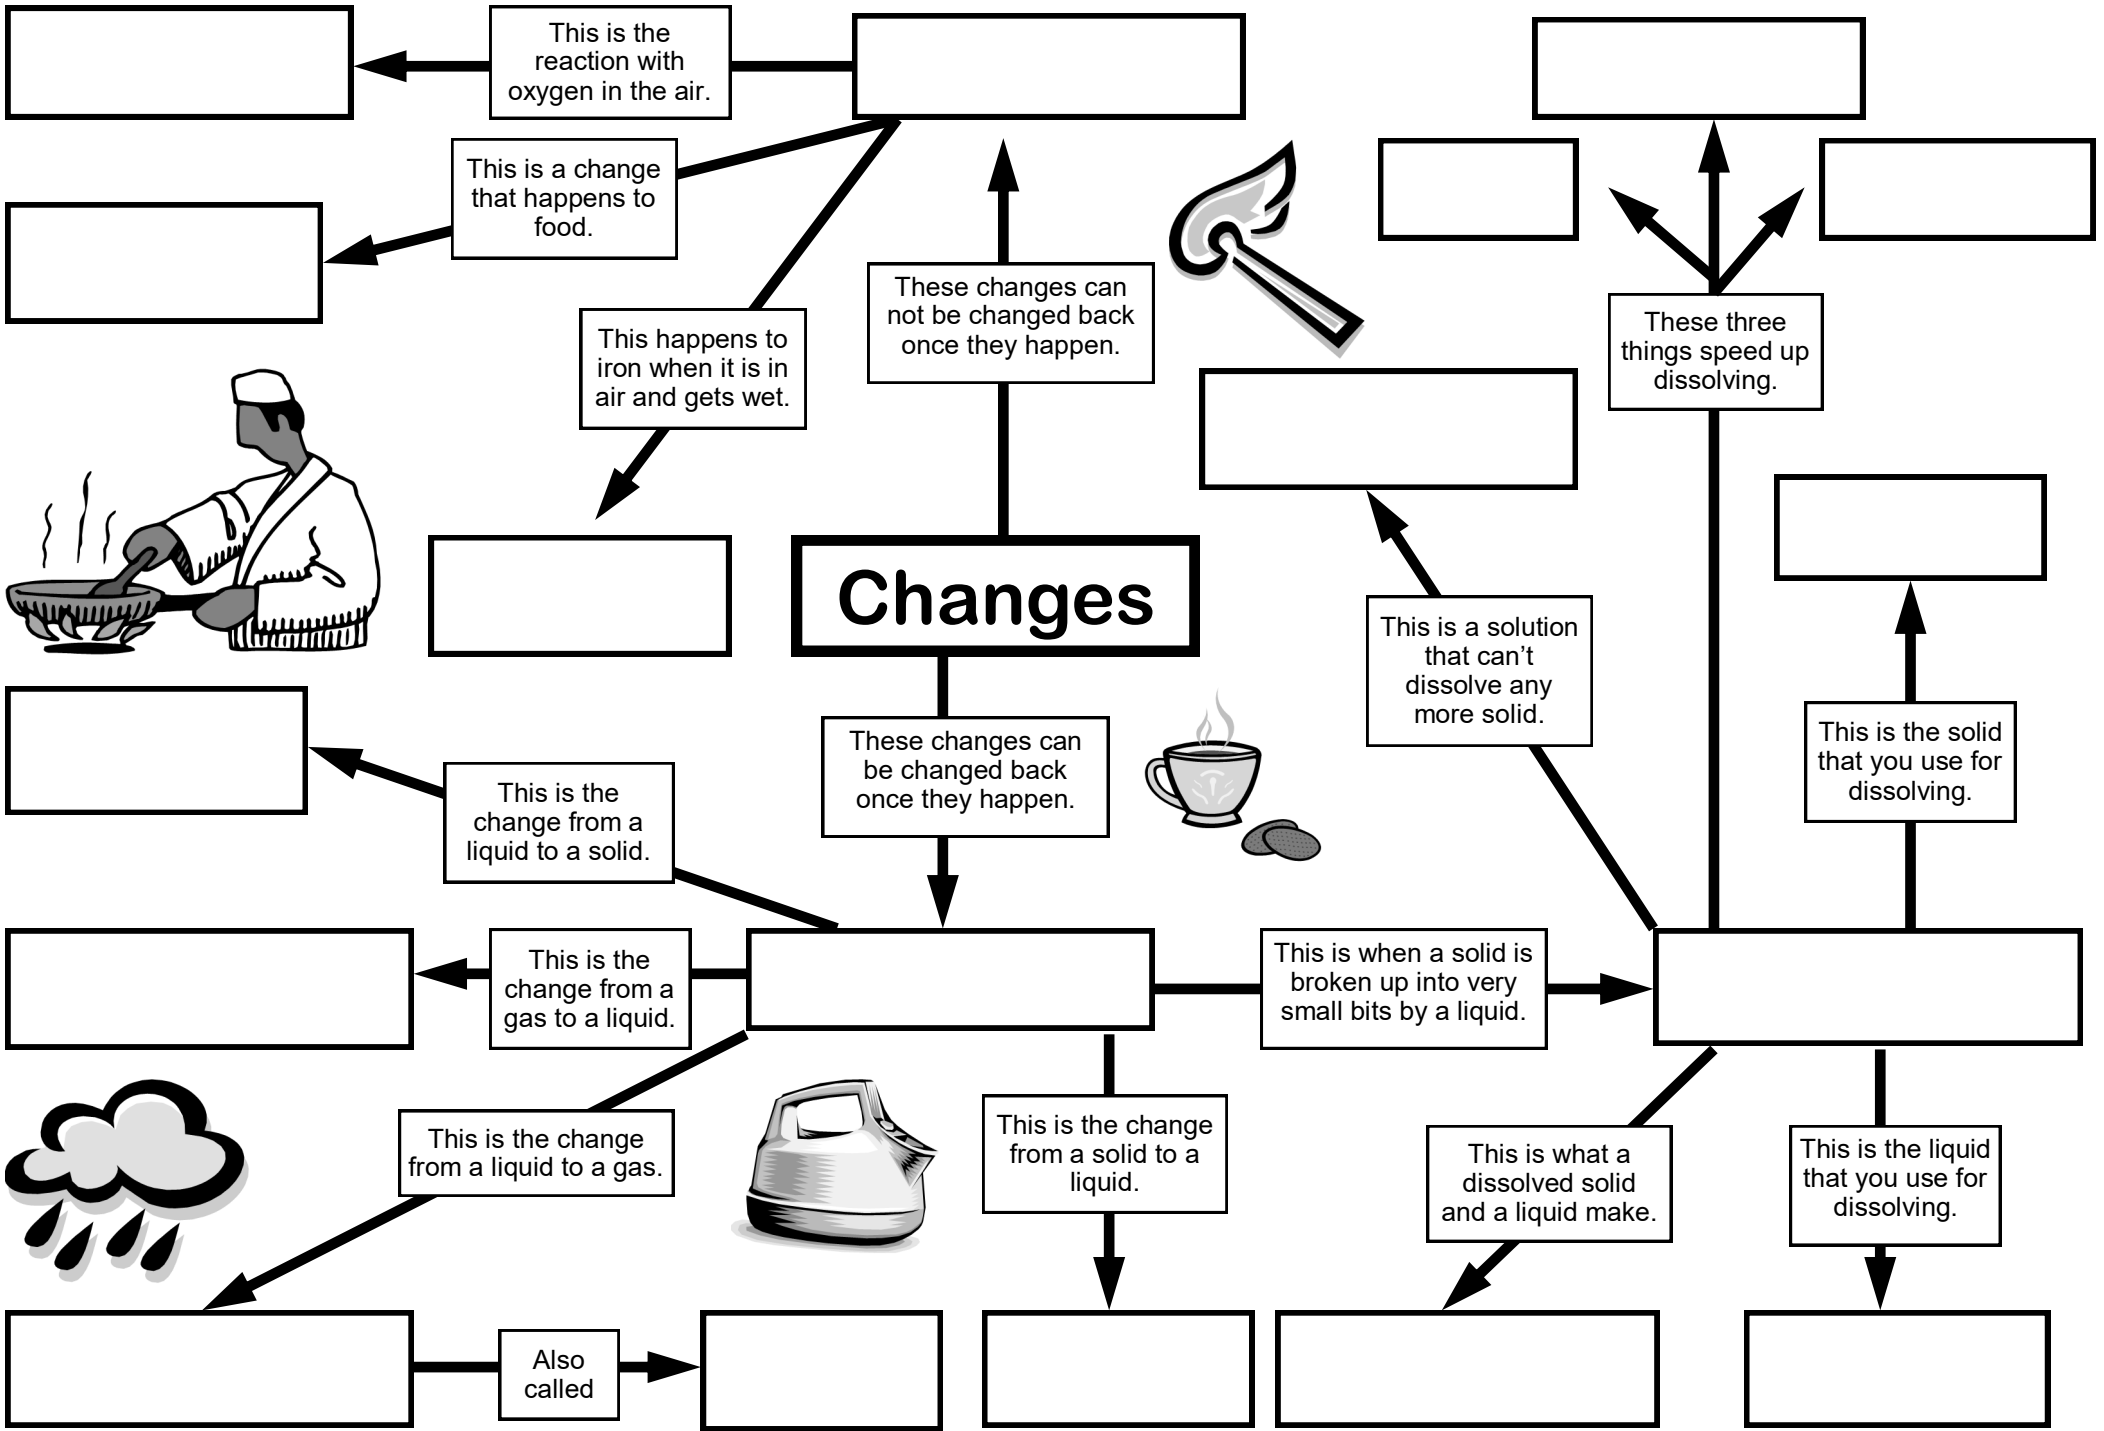 This is the
reaction with
oxygen in the air.
This is a change
that happens to
food.
This happens to
iron when it is in
air and gets wet.
These changes can
not be changed back
once they happen.
These three
things speed up
dissolving.
Changes
This is a solution
that can’t
dissolve any
more solid.
This is the solid
that you use for
dissolving.
These changes can
be changed back
once they happen.
This is the
change from a
liquid to a solid.
This is the
change from a
gas to a liquid.
This is when a solid is
broken up into very
small bits by a liquid.
This is the change
from a liquid to a gas.
This is the change
from a solid to a
liquid.
This is what a
dissolved solid
and a liquid make.
This is the liquid
that you use for
dissolving.
Also
called